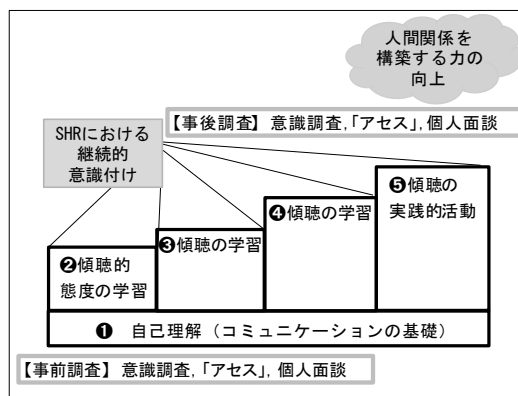 人間関係を
構築する力の
向上
【事後調査】意識調査,「アセス」,個人面談
SHRにおける
継続的
意識付け
❺傾聴の
実践的活動
❹傾聴の学習
❸傾聴の学習
❷傾聴的
態度の学習
❶ 自己理解（コミュニケーションの基礎）
【事前調査】意識調査,「アセス」,個人面談